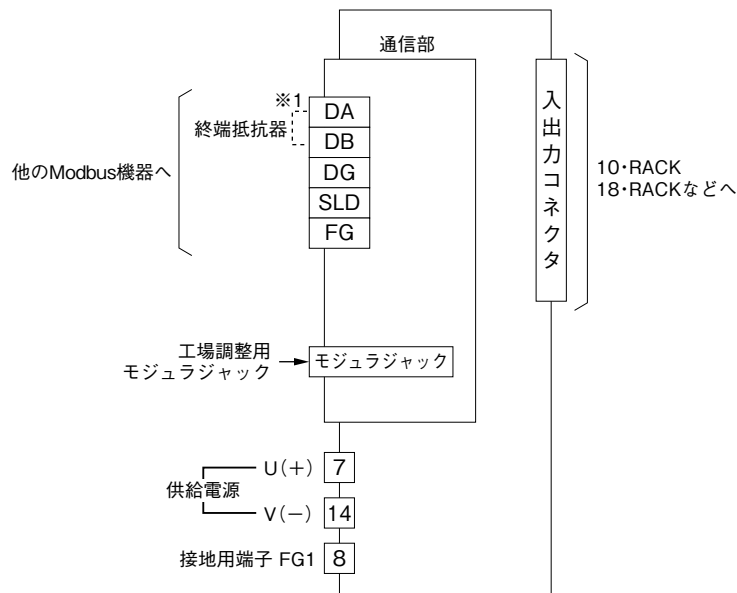 通信部
※1
終端抵抗器
DA
DB
DG
SLD
FG
他のModbus機器へ
入出力コネクタ
10･RACK
18･RACKなどへ
工場調整用
モジュラジャック
モジュラジャック
供給電源
U(+)
7
V(−)
14
接地用端子 FG1
8